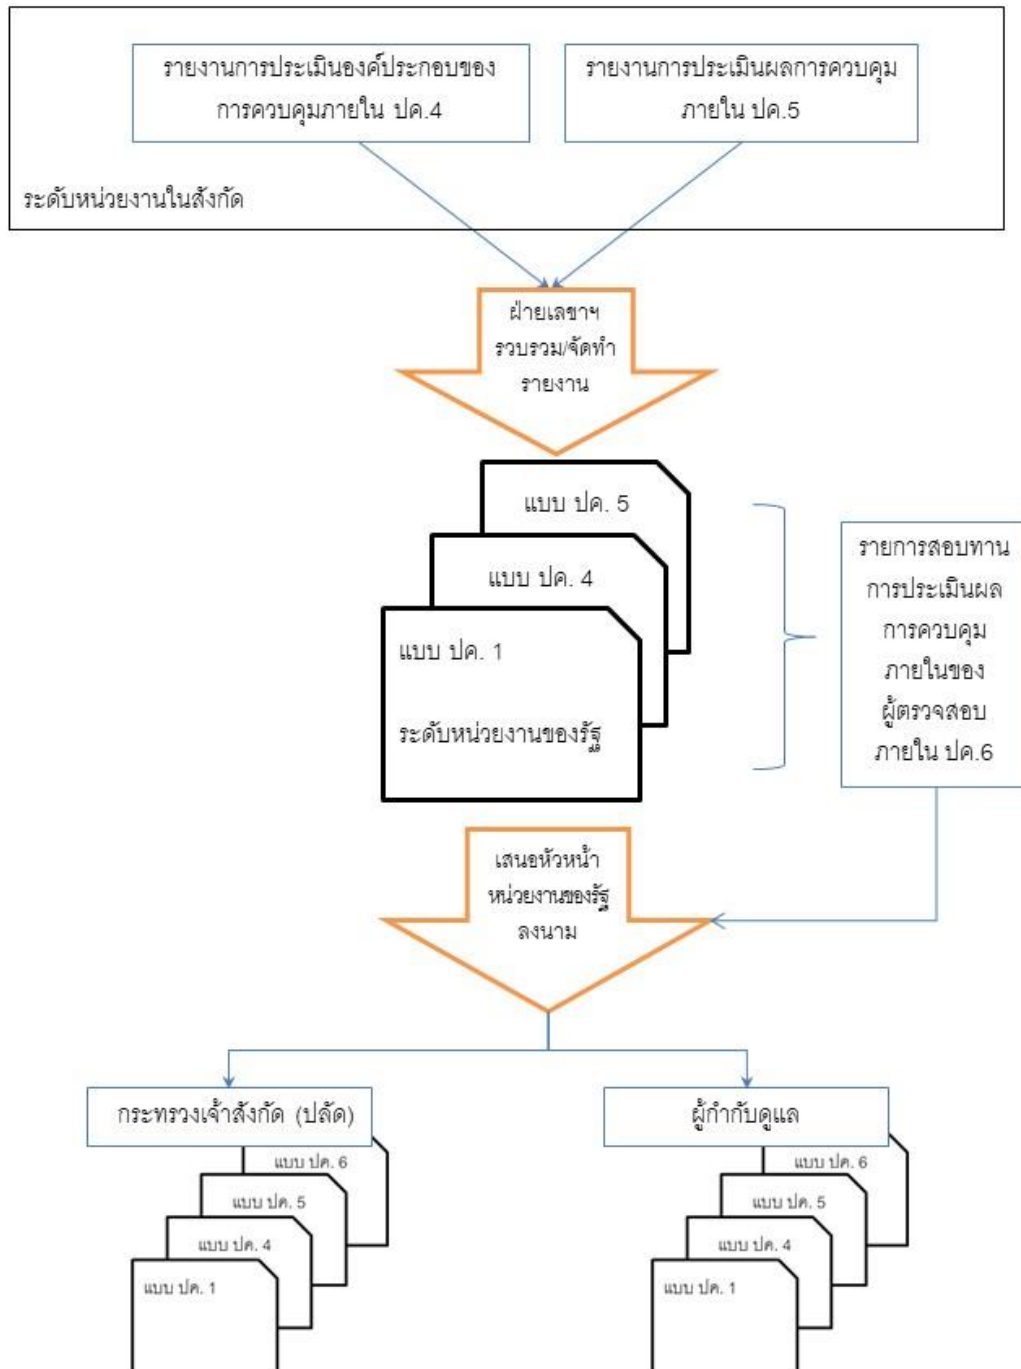 รายงานการประเมินองค์ประกอบของ
การควบคุมภายใน ปค.4
รายงานการประเมินผลการควบคุม
ภายใน ปค.5
ระดับหน่วยงานในสังกัด
ฝ่ายเลขาฯ
รวบรวม/จัดทำ
รายงาน
แบบ ปค. 5
แบบ ปค. 4
แบบ ปค. 1
ระดับหน่วยงานของรัฐ
รายการสอบทาน
การประเมินผล
การควบคุม
ภายในของ
ผู้ตรวจสอบ
ภายใน ปค.6
เสนอหัวหน้า
หน่วยงานของรัฐ
ลงนาม
กระทรวงเจ้าสังกัด (ปลัด)
แบบ ปค. 6
แบบ ปค. 5
แบบ ปค. 4
แบบ ปค. 1
ผู้กำกับดูแล
แบบ ปค. 6
แบบ ปค. 5
แบบ ปค. 4
แบบ ปค. 1